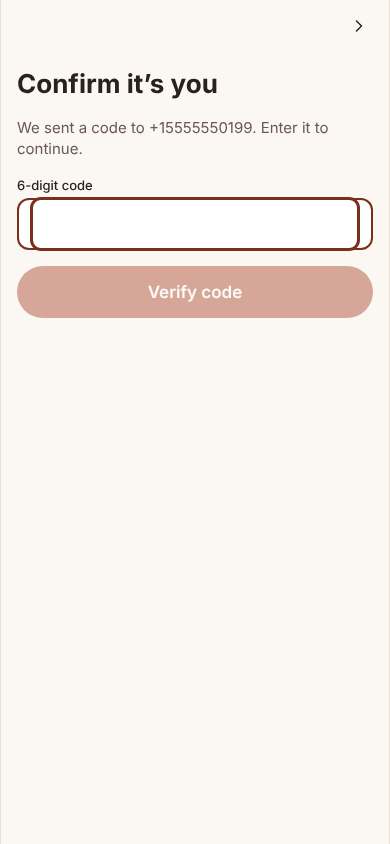 Confirm it’s you
We sent a code to +15555550199. Enter it to
continue.
6-digit code
Verify code